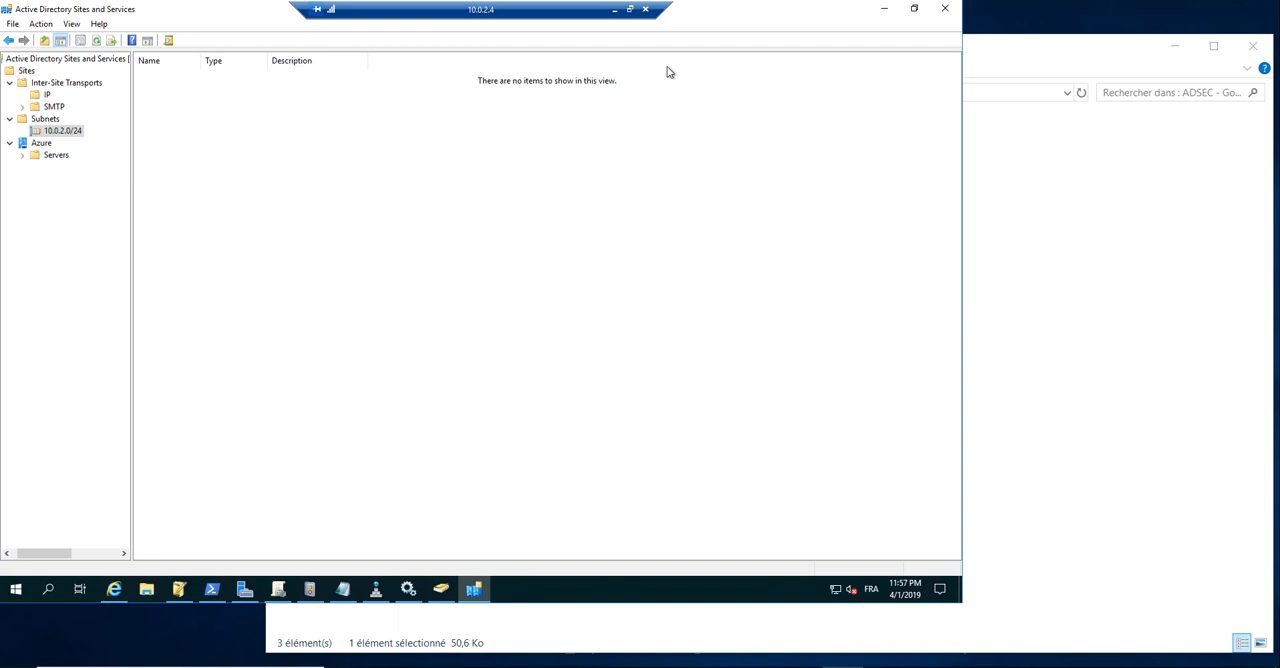 Active Directory Sites and Services
10.0.2.4
File Action View Help
Active Directory Sites and Services [
Sites
Inter-Site Transports
IP
SMTP
Subnets
10.0.2.0/24
Azure
Servers
Name Type Description
There are no items to show in this view.
Rechercher dans : ADSEC - Go...
FRA
11:57 PM
4/1/2019
3 élément(s) 1 élément sélectionné 50,6 Ko